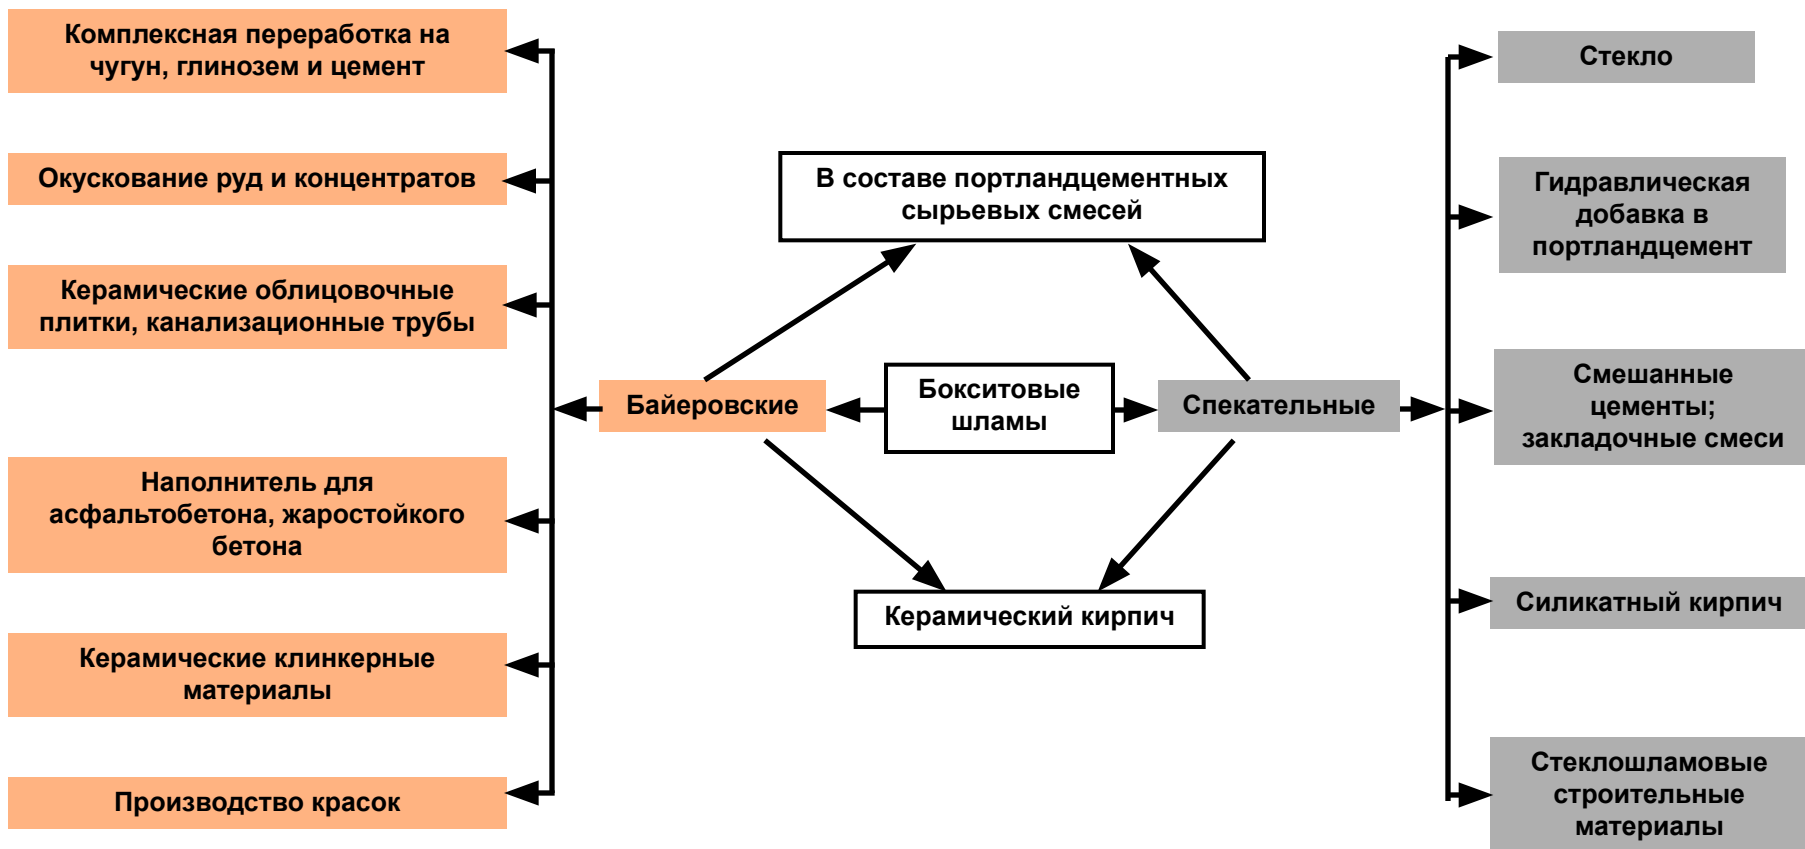 Комплексная переработка на
чугун, глинозем и цемент
Окускование руд и концентратов
Керамические облицовочные
плитки, канализационные трубы
Наполнитель для
асфальтобетона, жаростойкого
бетона
Керамические клинкерные
материалы
Производство красок
В составе портландцементных
сырьевых смесей
Байеровские
Бокситовые
шламы
Спекательные
Керамический кирпич
Стекло
Гидравлическая
добавка в
портландцемент
Смешанные
цементы;
закладочные смеси
Силикатный кирпич
Стеклошламовые
строительные
материалы